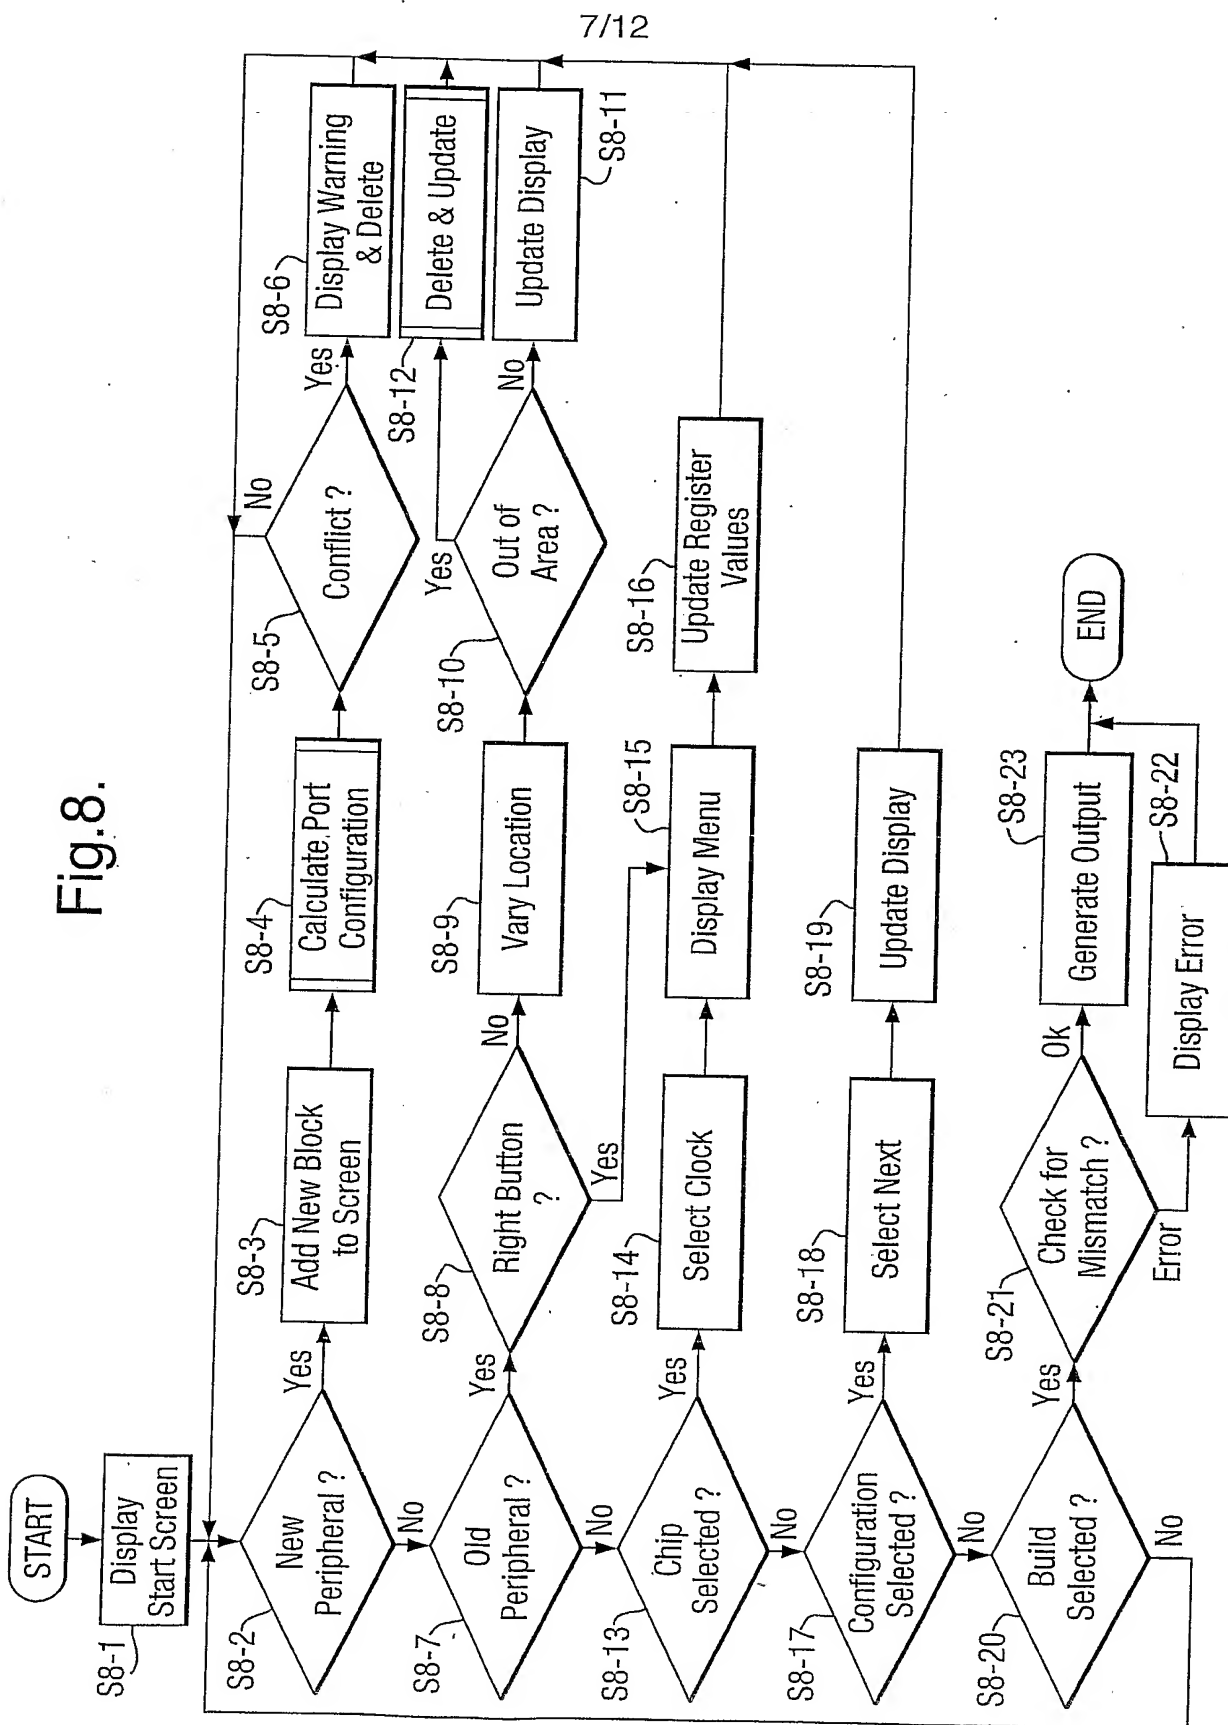 7/12
Fig.8.
START
Display
Start Screen
S8-1
New
Peripheral ?
S8-2
Yes
No
Add New Block
to Screen
S8-3
Calculate Port
Configuration
S8-4
Conflict ?
S8-5
No
Yes
Display Warning
& Delete
S8-6
Old
Peripheral ?
S8-7
Yes
No
Right Button
?
S8-8
No
Yes
Vary Location
S8-9
Out of
Area ?
S8-10
Yes
No
Update Display
S8-11
Delete & Update
S8-12
Chip
Selected ?
S8-13
Yes
No
Select Clock
S8-14
Display Menu
S8-15
Update Register
Values
S8-16
Configuration
Selected ?
S8-17
Yes
No
Select Next
S8-18
Update Display
S8-19
Build
Selected ?
S8-20
Yes
No
Check for
Mismatch ?
S8-21
Ok
Error
Display Error
S8-22
Generate Output
S8-23
END